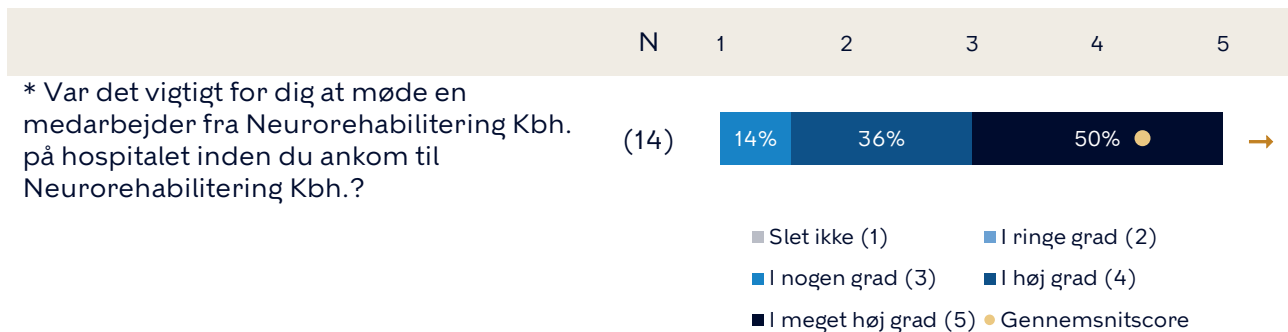 N 1 2 3 4 5
* Var det vigtigt for dig at møde en
medarbejder fra Neurorehabilitering Kbh.
på hospitalet inden du ankom til
Neurorehabilitering Kbh.?
(14) 14% 36% 50%
Slet ikke (1) I ringe grad (2)
I nogen grad (3) I høj grad (4)
I meget høj grad (5) Gennemsnitscore